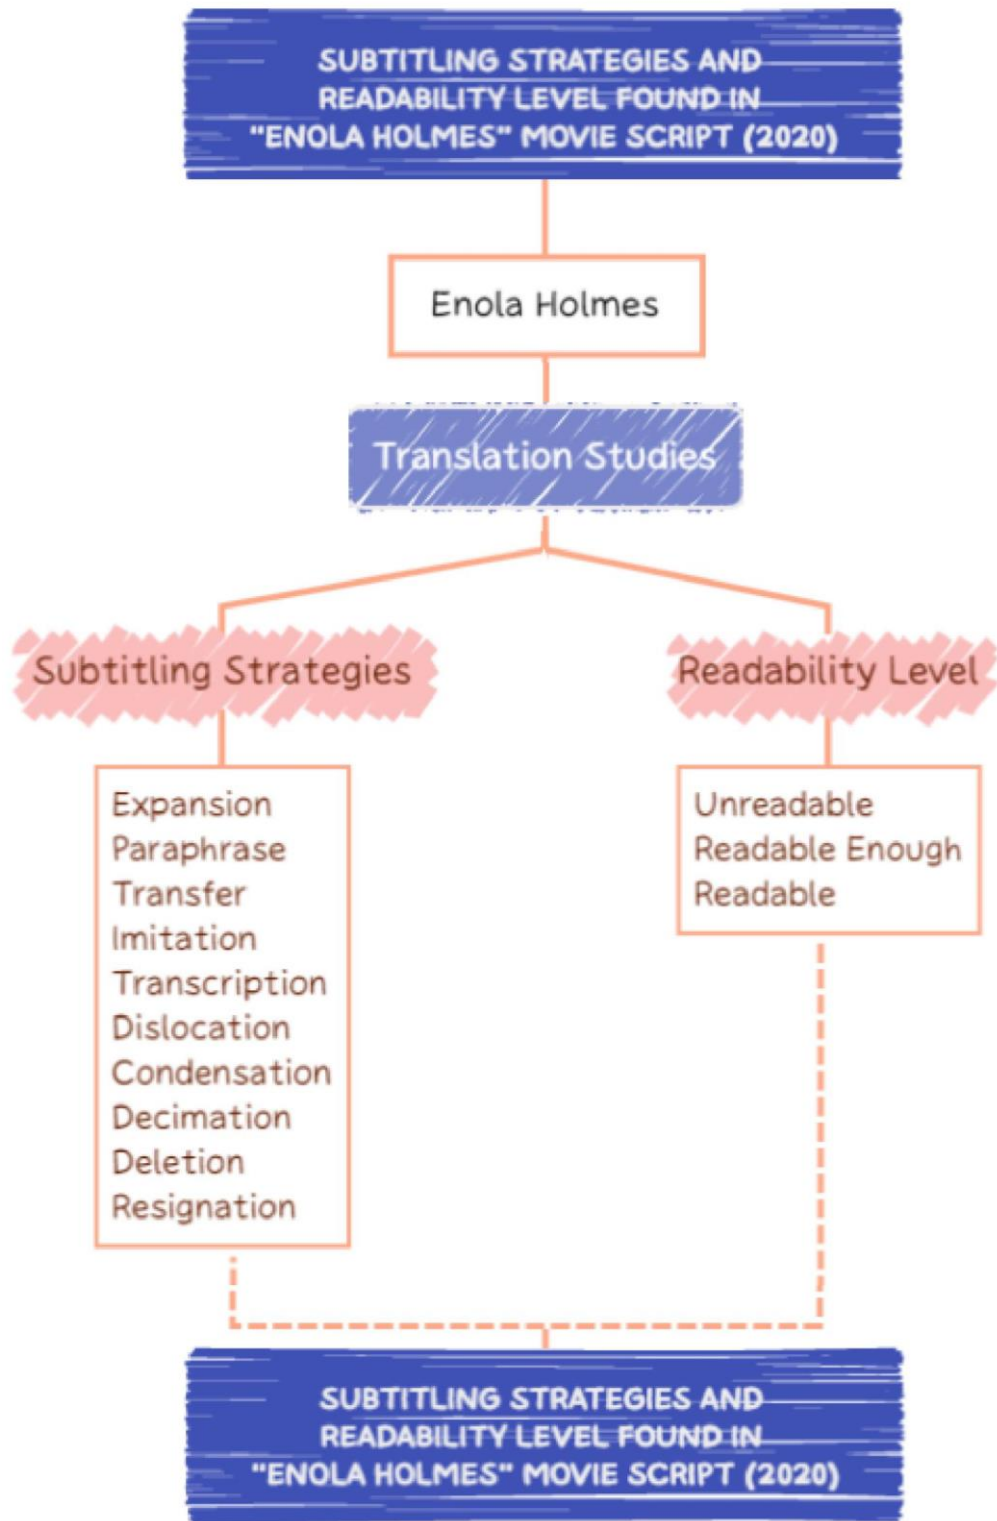 SUBTITLING STRATEGIES AND
READABILITY LEVEL FOUND IN
"ENOLA HOLMES" MOVIE SCRIPT (2020)
Enola Holmes
Translation Studies
Subtitling Strategies
Expansion
Paraphrase
Transfer
Imitation
Transcription
Dislocation
Condensation
Decimation
Deletion
Resignation
Readability Level
Unreadable
Readable Enough
Readable
SUBTITLING STRATEGIES AND
READABILITY LEVEL FOUND IN
"ENOLA HOLMES" MOVIE SCRIPT (2020)